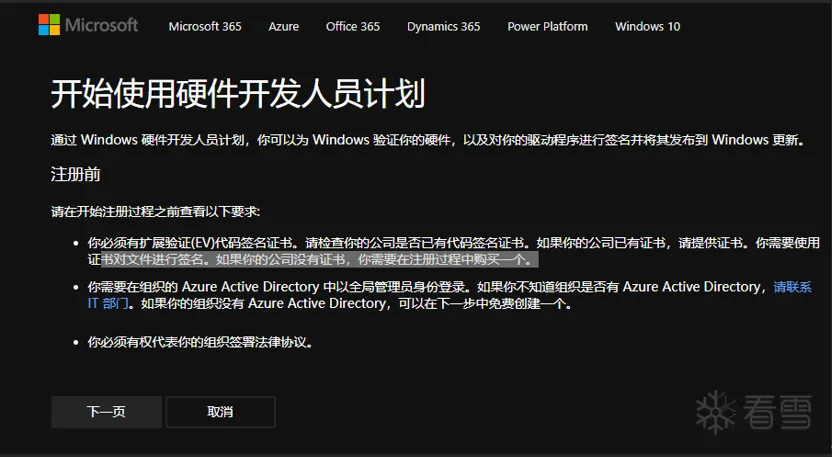 Microsoft Microsoft 365 Azure Office 365 Dynamics 365 Power Platform Windows 10
开始使用硬件开发人员计划
通过 Windows 硬件开发人员计划，你可以为 Windows 验证你的硬件，以及对你的驱动程序进行签名并将其发布到 Windows 更新。
注册前
请在开始注册过程之前查看以下要求:
• 你必须有扩展验证(EV)代码签名证书。请检查你的公司是否已有代码签名证书。如果你的公司已有证书，请提供证书。你需要使用
证书对文件进行签名。如果你的公司没有证书，你需要在注册过程中购买一个。
• 你需要在组织的 Azure Active Directory 中以全局管理员身份登录。如果你不知道组织是否有 Azure Active Directory，请联系
IT 部门。如果你的组织没有 Azure Active Directory，可以在下一步中免费创建一个。
• 你必须有权代表你的组织签署法律协议。
下一页 取消
看雪